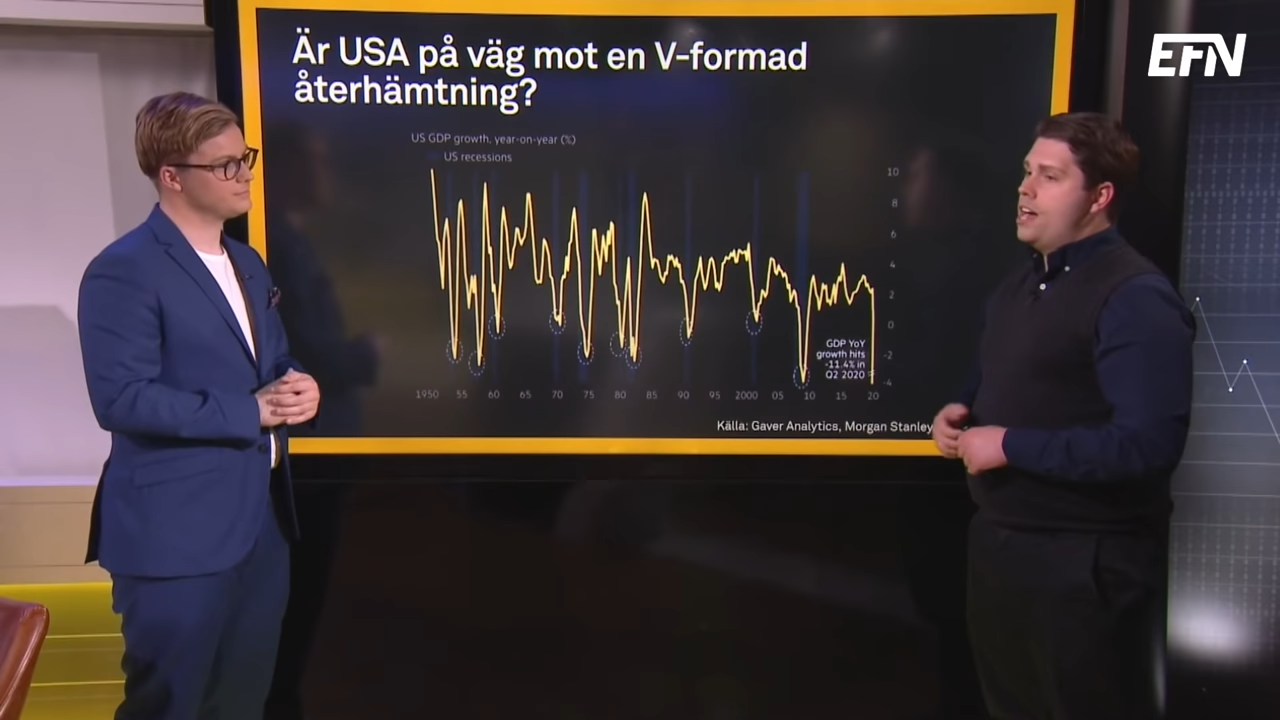 EFN
Är USA på väg mot en V-formad
återhämtning?
US GDP growth, year-on-year (%)
US recessions
10
8
6
4
2
0
-2
-4
GDP YoY
growth hits
-11.4% in
Q2 2020
1950 55 60 65 70 75 80 85 90 95 2000 05 10 15 20
Källa: Gaver Analytics, Morgan Stanley